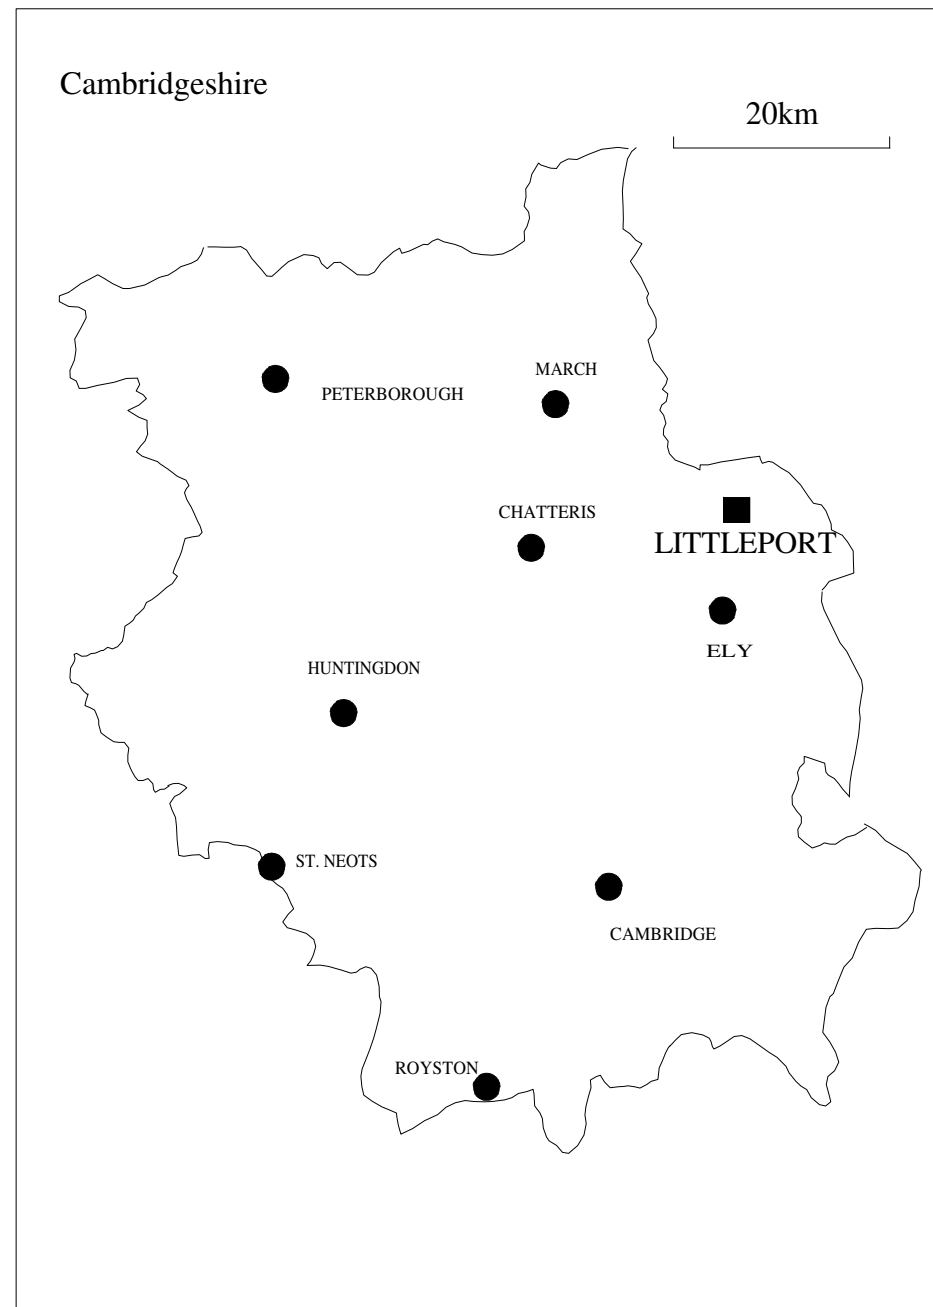 Cambridgeshire
20km
MARCH
PETERBOROUGH
CHATTERIS
LITTLEPORT
ELY
HUNTINGDON
ST. NEOTS
CAMBRIDGE
ROYSTON